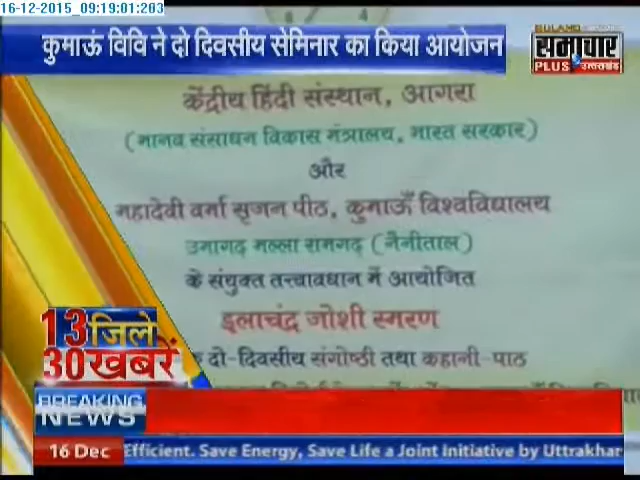 16-12-2015_09:19:01:203
कुमाऊं विवि ने दो दिवसीय सेमिनार का किया आयोजन
समाचार
PLUS उत्तराखंड
केंद्रीय हिंदी संस्थान, आगरा
(मानव संसाधन विकास मंत्रालय, भारत सरकार)
और
महादेवी वर्मा सृजन पीठ, कुमाऊँ विश्वविद्यालय
उमागढ़ मल्ला रामगढ़ (नैनीताल)
के संयुक्त तत्त्वावधान में आयोजित
इलाचंद्र जोशी स्मरण
दो-दिवसीय संगोष्ठी तथा कहानी-पाठ
13 जिले
30 खबरें
BREAKING
NEWS
16 Dec Efficient. Save Energy, Save Life a Joint Initiative by Uttrakhar